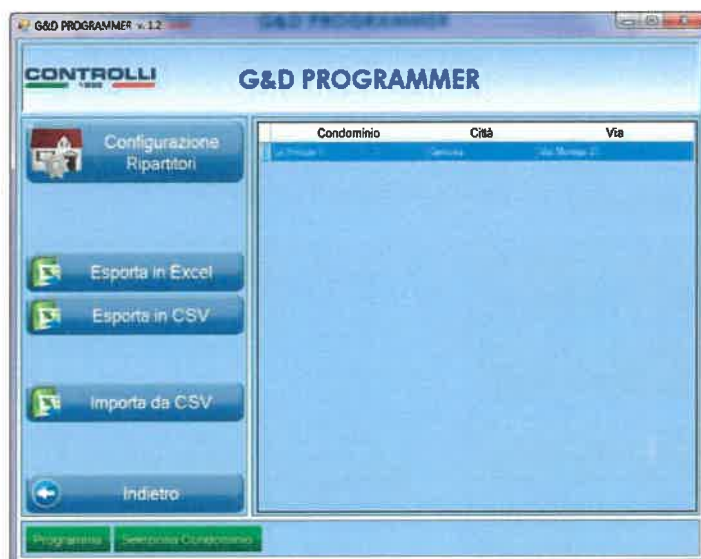 G&D PROGRAMMER v. 1.2
CONTROLLI
G&D PROGRAMMER
Configurazione
Ripartitori
Esporta in Excel
Esporta in CSV
Importa da CSV
Indietro
Condominio Città Via
Programma Seleziona Condominio